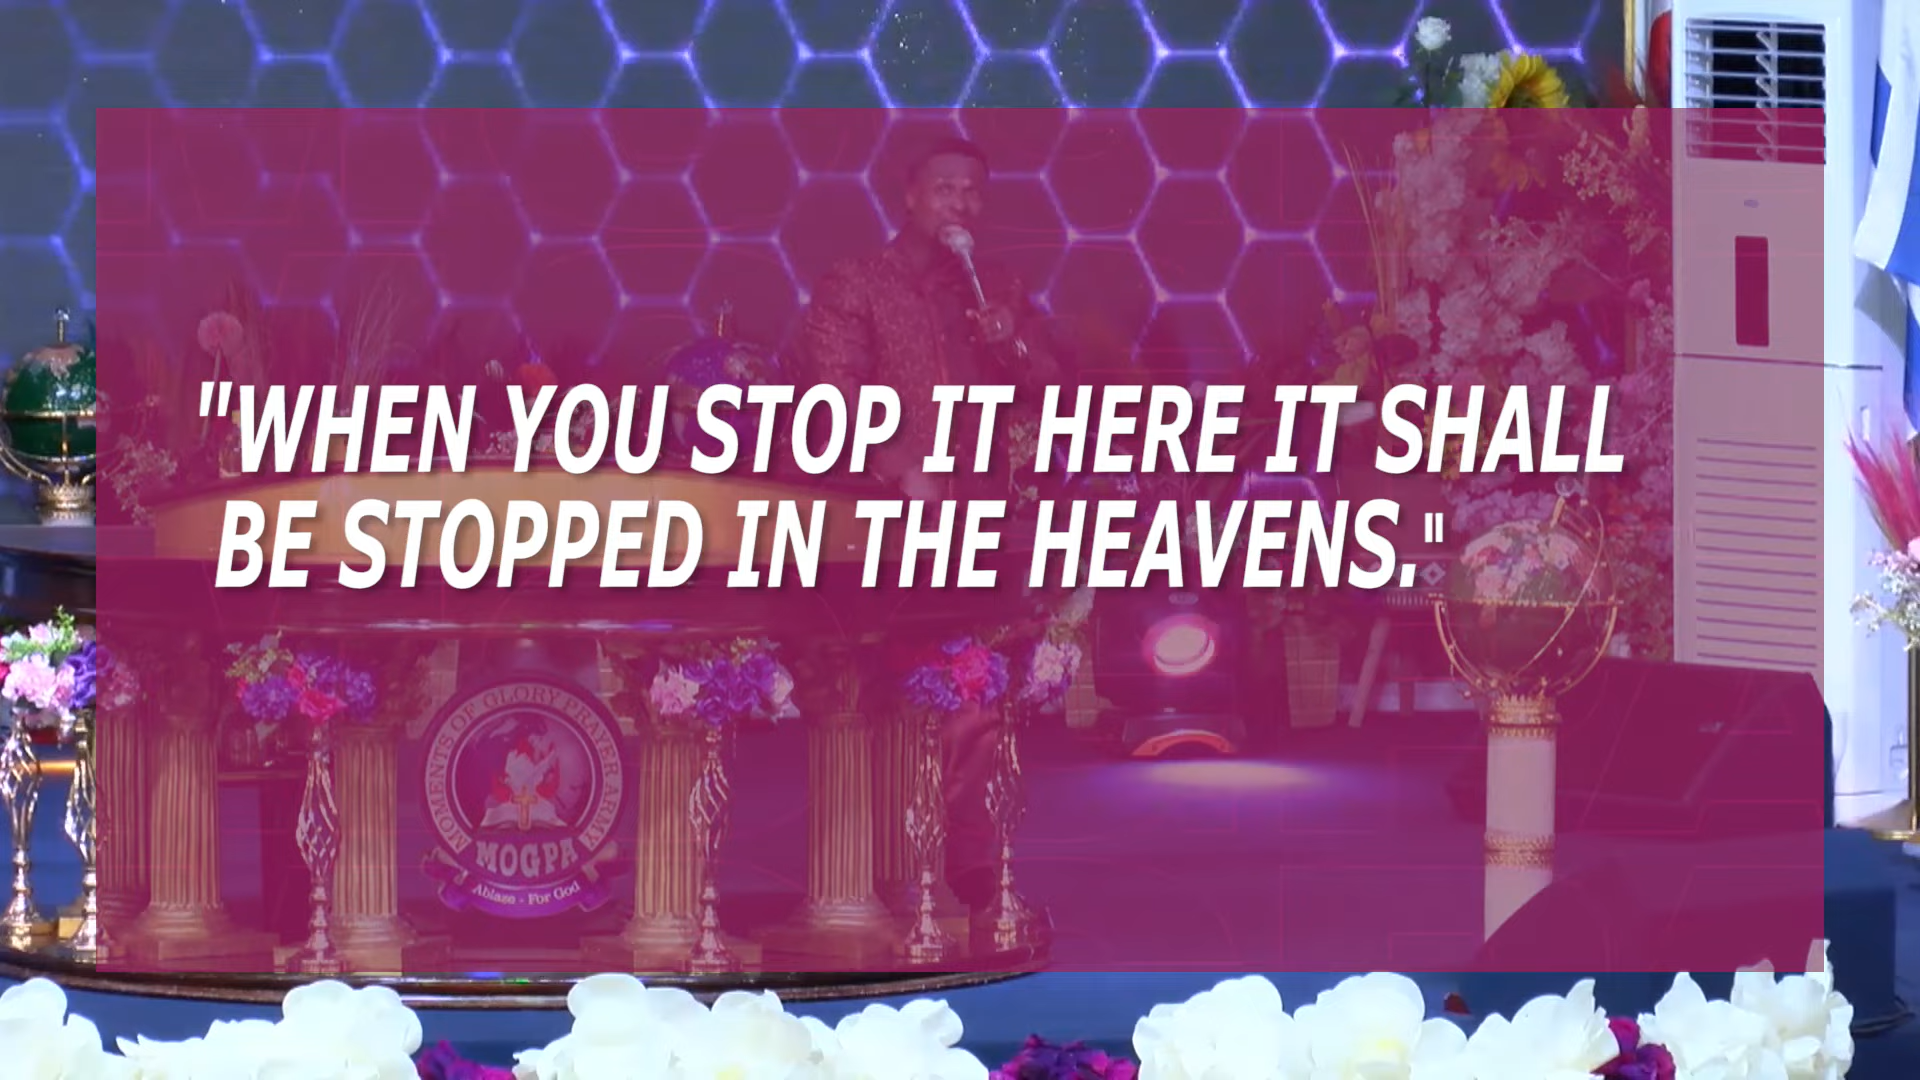 "WHEN YOU STOP IT HERE IT SHALL
BE STOPPED IN THE HEAVENS."
MOMENTS OF GLORY PRAYER ARMY
MOGPA
Ablaze - For God